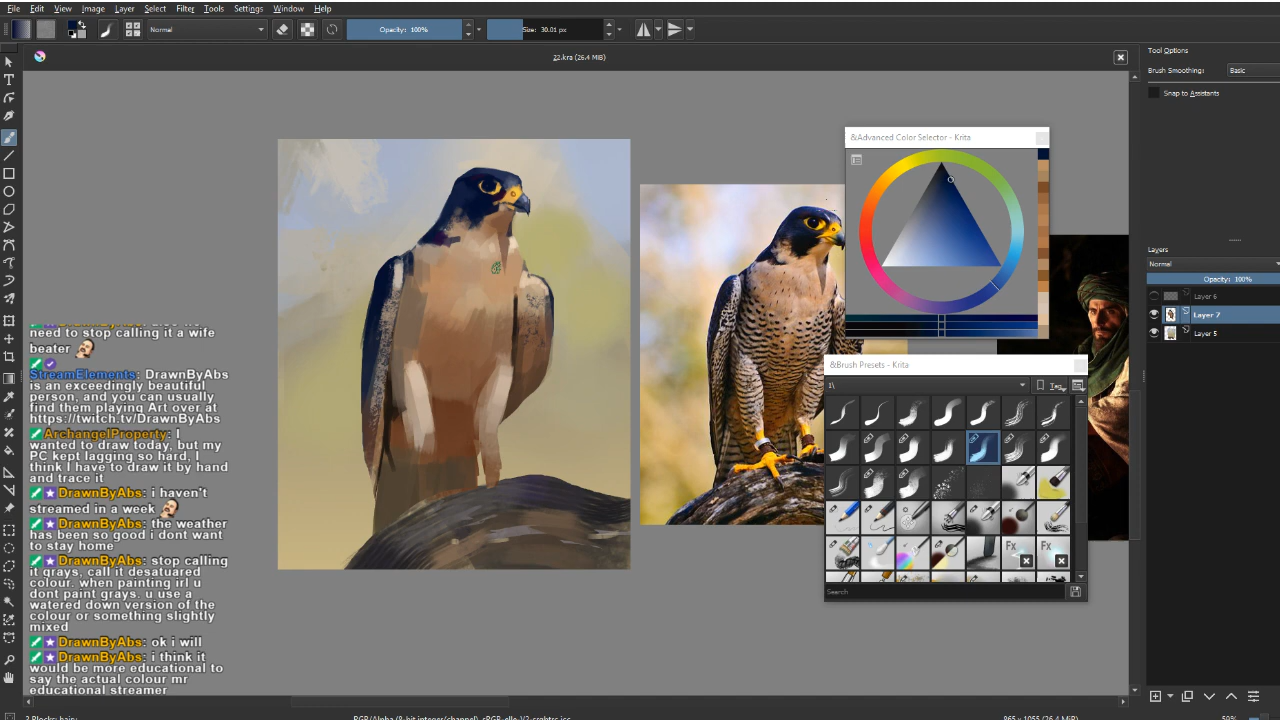 File Edit View Image Layer Select Filter Tools Settings Window Help
Normal
Opacity: 100%
Size: 30.01 px
22.kra (26.4 MiB)
Tool Options
Brush Smoothing: Basic
Snap to Assistants
&Advanced Color Selector - Krita
Layers
Normal
Opacity: 100%
Layer 6
Layer 7
Layer 5
&Brush Presets - Krita
1\
Tag
Fx Fx
Search
need to stop calling it a wife
beater
StreamElements: DrawnByAbs
is an exceedingly beautiful
person, and you can usually
find them playing Art over at
https://twitch.tv/DrawnByAbs
ArchangelProperty: I
wanted to draw today, but my
PC kept lagging so hard, I
think I have to draw it by hand
and trace it
DrawnByAbs: i haven't
streamed in a week
DrawnByAbs: the weather
has been so good i dont want
to stay home
DrawnByAbs: stop calling
it grays, call it desatuared
colour. when painting irl u
dont paint grays. u use a
watered down version of the
colour or something slightly
mixed
DrawnByAbs: ok i will
DrawnByAbs: i think it
would be more educational to
say the actual colour mr
educational streamer